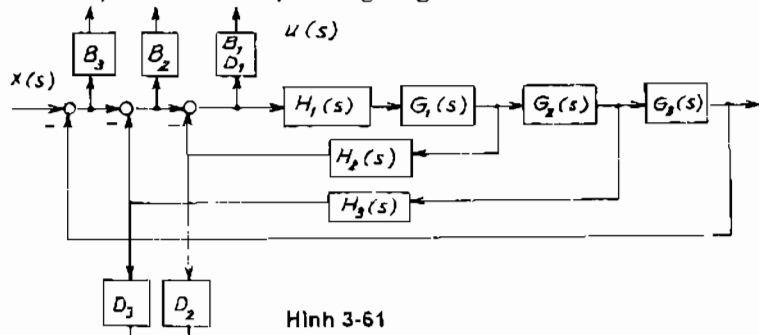 B₃
B₂
B₁
D₁
u(s)
x(s)
H₁(s)
G₁(s)
G₂(s)
G₃(s)
H₂(s)
H₃(s)
D₃
D₂
Hình 3-61